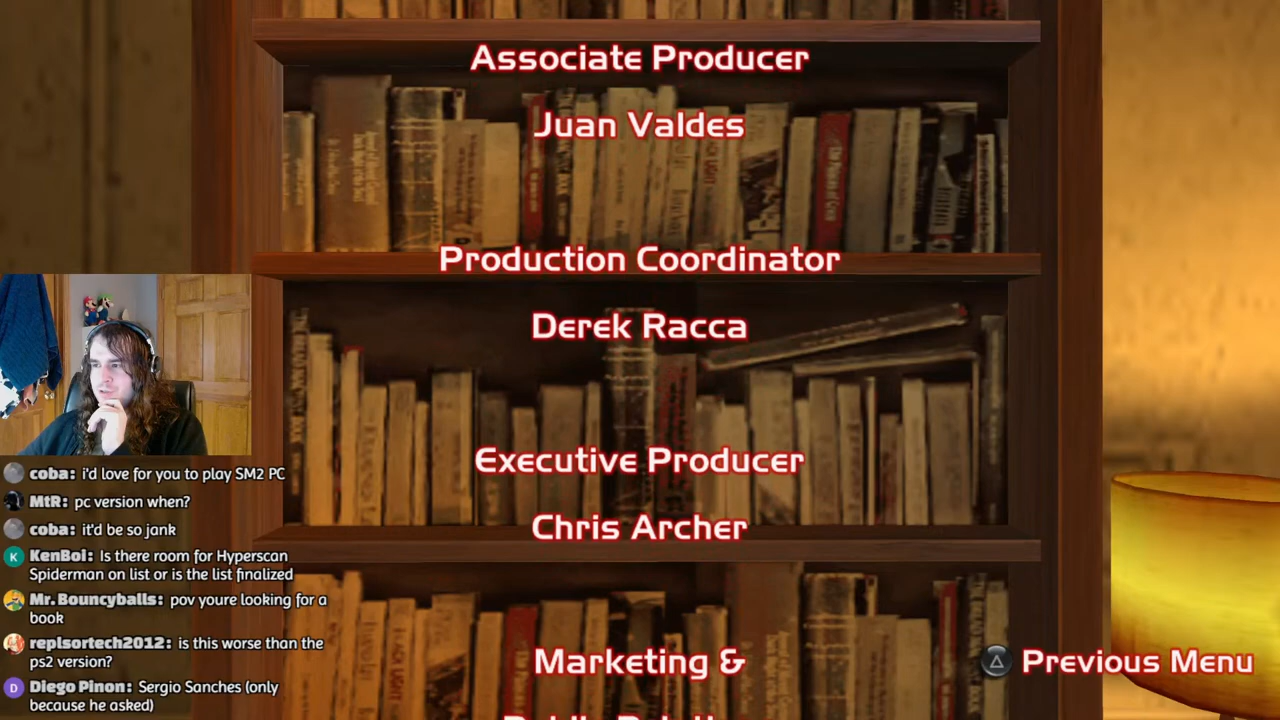 Associate Producer
Juan Valdes
Production Coordinator
Derek Racca
Executive Producer
Chris Archer
Marketing &
Previous Menu
coba: i'd love for you to play SM2 PC
MtR: pc version when?
coba: it'd be so jank
K KenBoi: Is there room for Hyperscan
Spiderman on list or is the list finalized
Mr. Bouncyballs: pov youre looking for a
book
replsortech2012: is this worse than the
ps2 version?
D Diego Pinon: Sergio Sanches (only
because he asked)